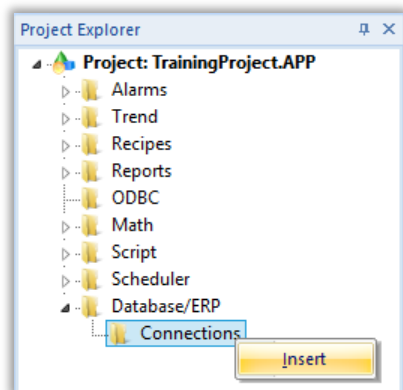 Project Explorer
Project: TrainingProject.APP
Alarms
Trend
Recipes
Reports
ODBC
Math
Script
Scheduler
Database/ERP
Connections
Insert